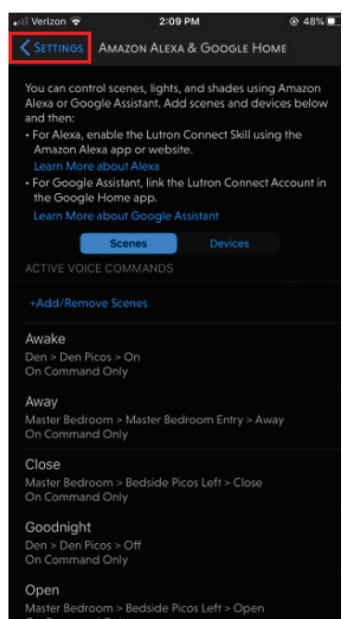 Verizon 2:09 PM 48%
SETTINGS AMAZON ALEXA & GOOGLE HOME
You can control scenes, lights, and shades using Amazon
Alexa or Google Assistant. Add scenes and devices below
and then:
• For Alexa, enable the Lutron Connect Skill using the
Amazon Alexa app or website.
Learn More about Alexa
• For Google Assistant, link the Lutron Connect Account in
the Google Home app.
Learn More about Google Assistant
Scenes Devices
ACTIVE VOICE COMMANDS
+Add/Remove Scenes
Awake
Den > Den Picos > On
On Command Only
Away
Master Bedroom > Master Bedroom Entry > Away
On Command Only
Close
Master Bedroom > Bedside Picos Left > Close
On Command Only
Goodnight
Den > Den Picos > Off
On Command Only
Open
Master Bedroom > Bedside Picos Left > Open